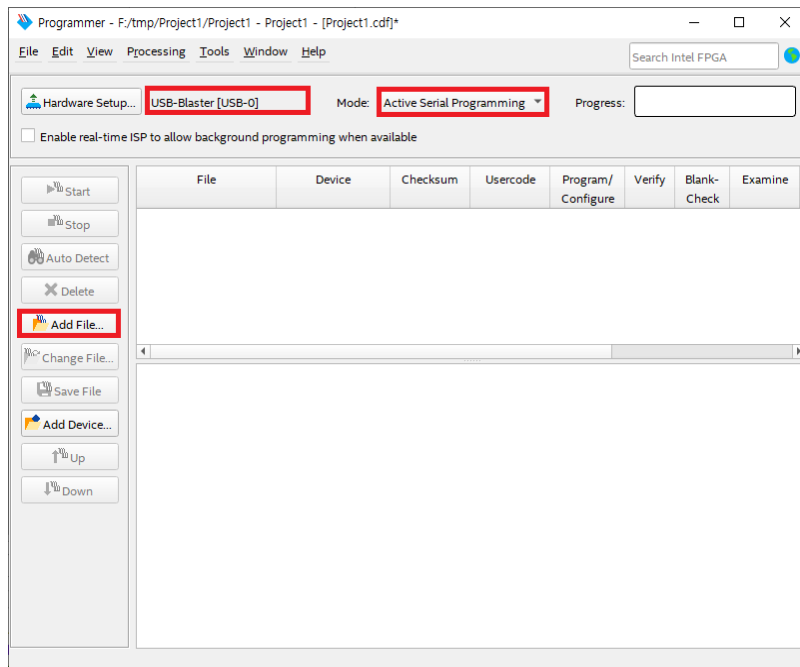 Programmer - F:/tmp/Project1/Project1 - Project1 - [Project1.cdf]*
File Edit View Processing Tools Window Help
Search Intel FPGA
Hardware Setup... USB-Blaster [USB-0] Mode: Active Serial Programming Progress:
Enable real-time ISP to allow background programming when available
File Device Checksum Usercode Program/ Configure Verify Blank- Check Examine
Start
Stop
Auto Detect
Delete
Add File...
Change File...
Save File
Add Device...
Up
Down